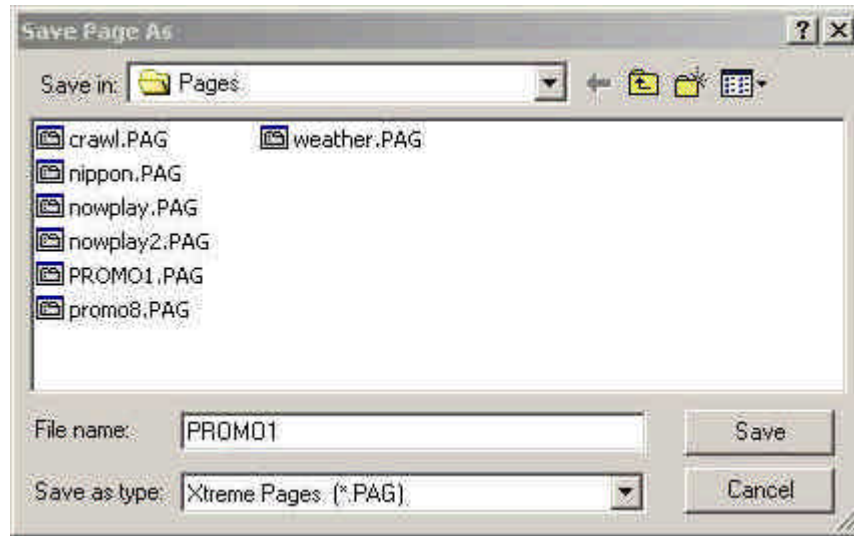 Save Page As
Save in: Pages
crawl.PAG
nippon.PAG
nowplay.PAG
nowplay2.PAG
PROMO1.PAG
promo8.PAG
weather.PAG
File name: PROMO1 Save
Save as type: Xtreme Pages (*.PAG) Cancel